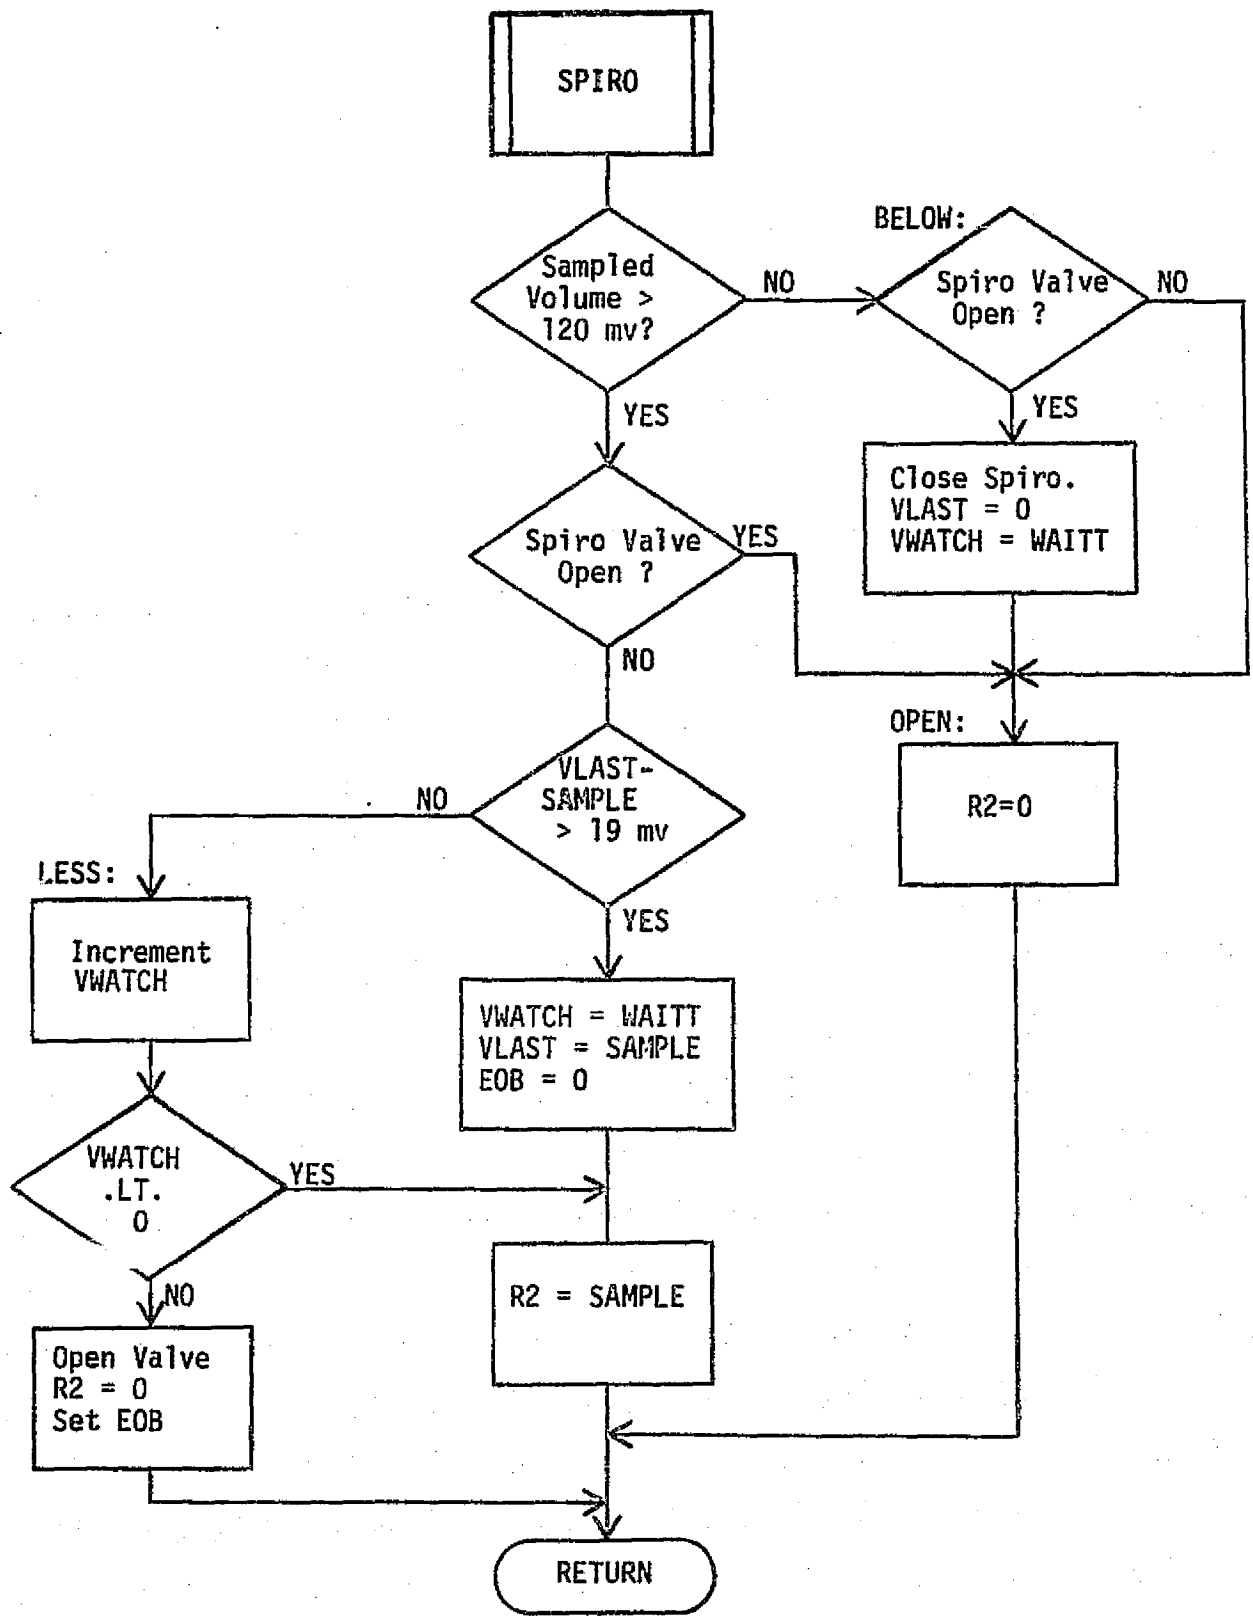 SPIRO
Sampled
Volume >
120 mv?
NO
BELOW:
Spiro Valve
Open ?
NO
YES
YES
Close Spiro.
VLAST = 0
VWATCH = WAITT
Spiro Valve
Open ?
YES
NO
OPEN:
R2=0
VLAST-
SAMPLE
> 19 mv
NO
YES
LESS:
Increment
VWATCH
VWATCH = WAITT
VLAST = SAMPLE
EOB = 0
VWATCH
.LT.
0
YES
NO
R2 = SAMPLE
Open Valve
R2 = 0
Set EOB
RETURN